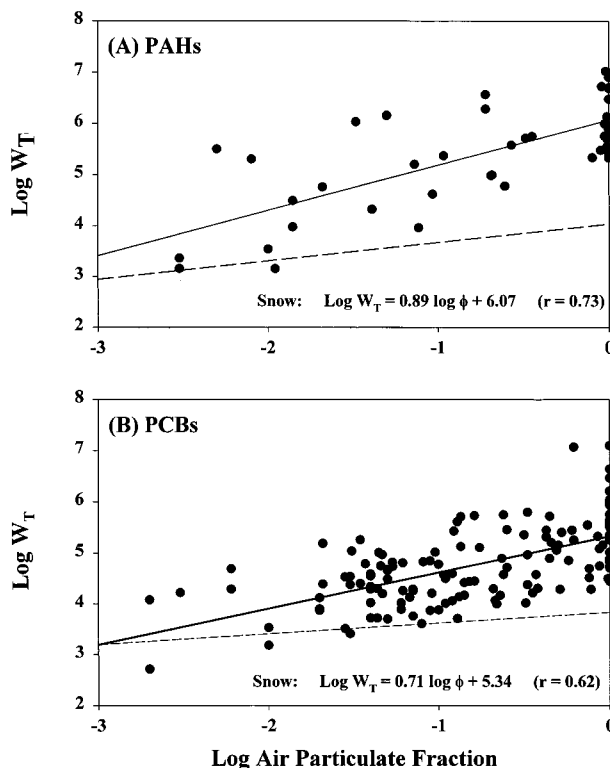 (A) PAHs
8
7
6
5
4
3
2
Log W_T
Snow: Log W_T = 0.89 log ϕ + 6.07 (r = 0.73)
-3 -2 -1 0
(B) PCBs
8
7
6
5
4
3
2
Log W_T
Snow: Log W_T = 0.71 log ϕ + 5.34 (r = 0.62)
-3 -2 -1 0
Log Air Particulate Fraction